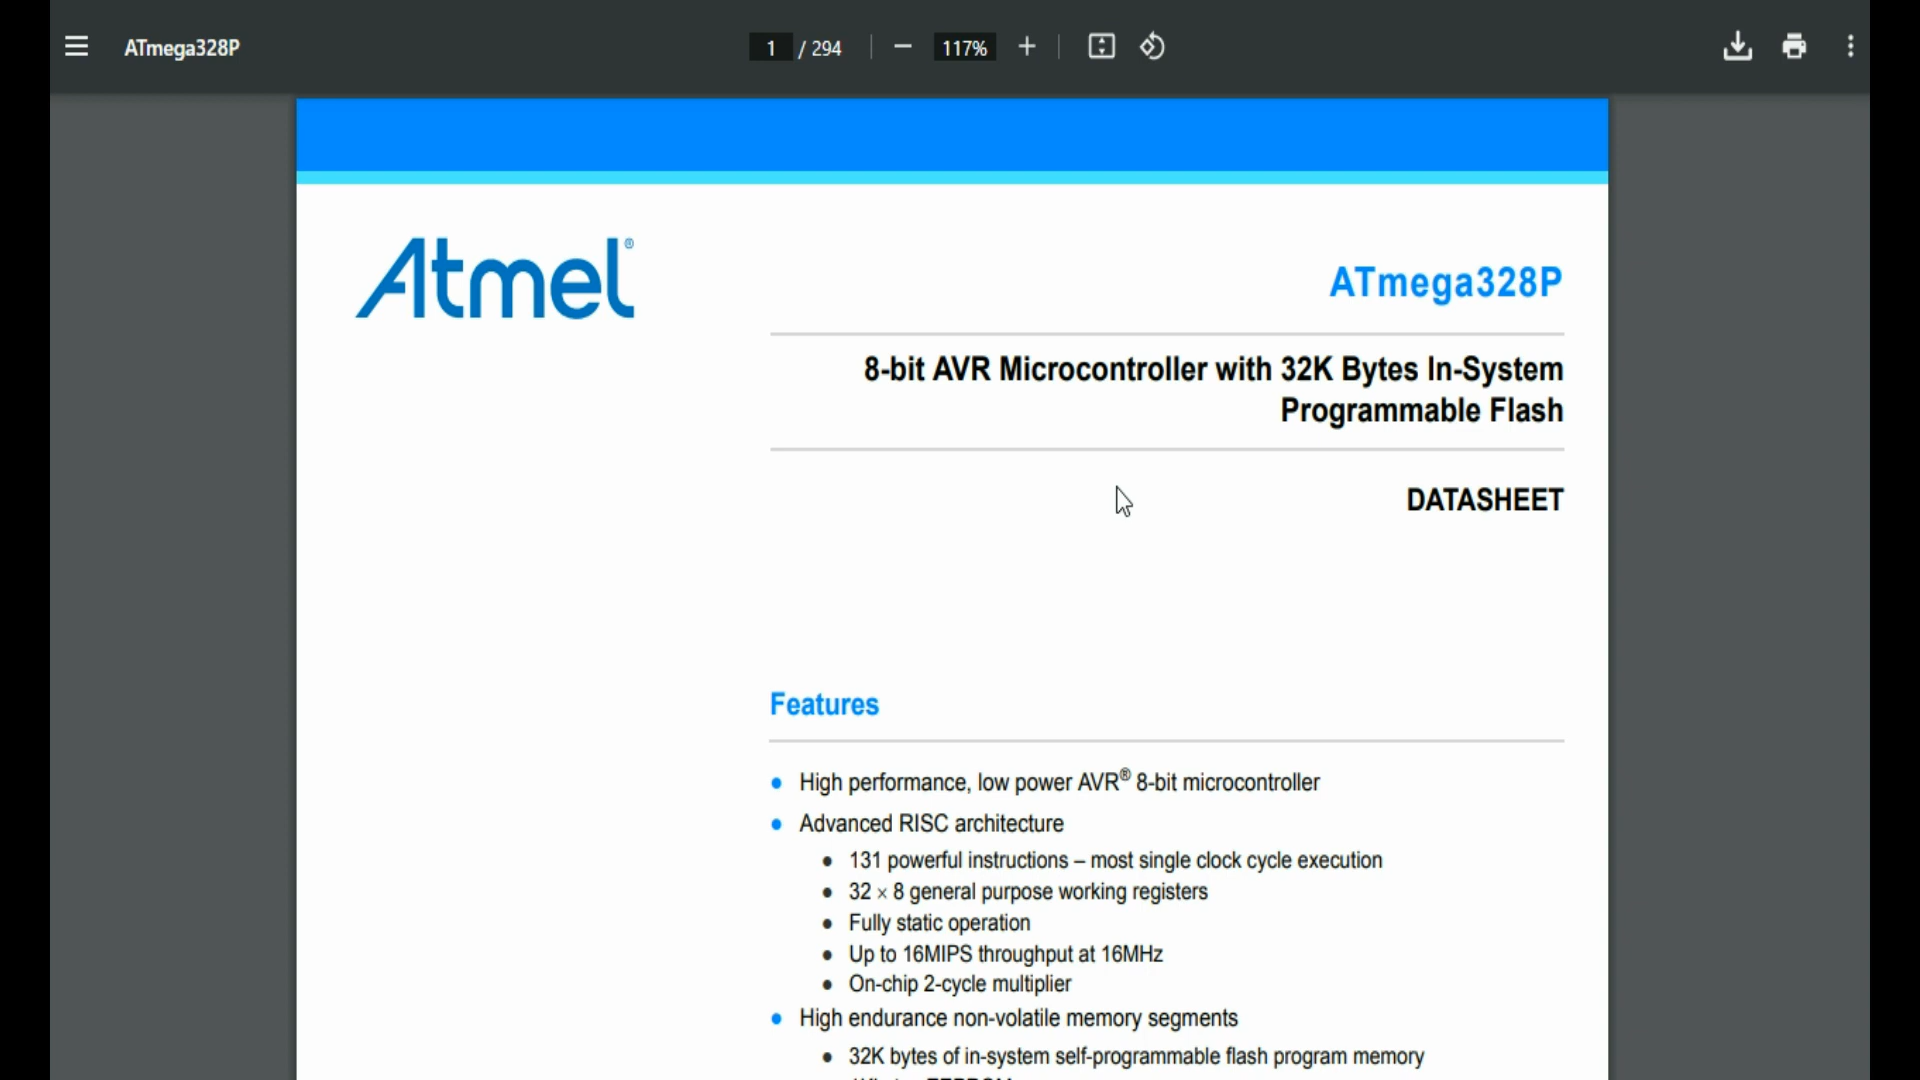 ATmega328P
1 / 294
117%
Atmel®
ATmega328P
8-bit AVR Microcontroller with 32K Bytes In-System
Programmable Flash
DATASHEET
Features
● High performance, low power AVR® 8-bit microcontroller
● Advanced RISC architecture
● 131 powerful instructions – most single clock cycle execution
● 32 × 8 general purpose working registers
● Fully static operation
● Up to 16MIPS throughput at 16MHz
● On-chip 2-cycle multiplier
● High endurance non-volatile memory segments
● 32K bytes of in-system self-programmable flash program memory